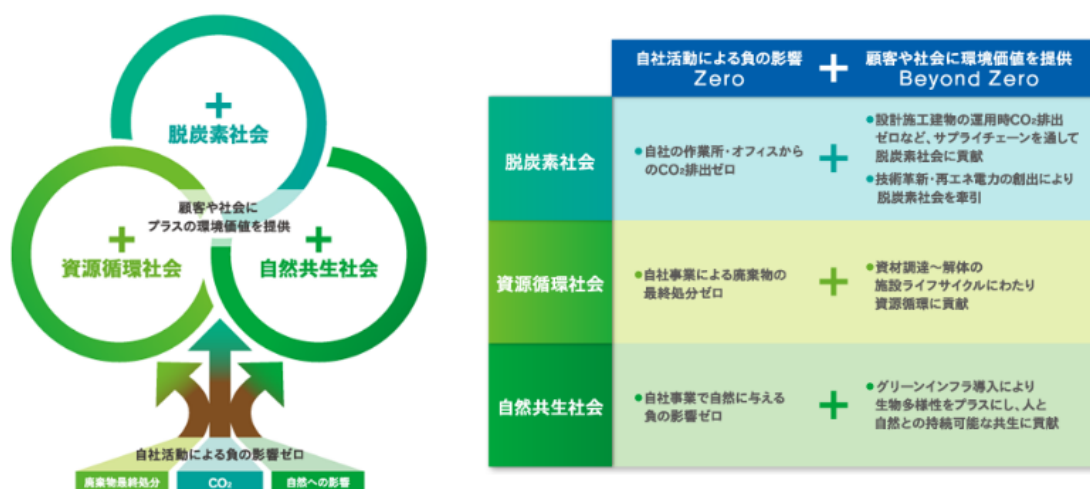 脱炭素社会
顧客や社会に
プラスの環境価値を提供
資源循環社会
自然共生社会
自社活動による負の影響ゼロ
廃棄物最終処分
CO₂
自然への影響
自社活動による負の影響
Zero
+
顧客や社会に環境価値を提供
Beyond Zero
脱炭素社会
●自社の作業所・オフィスから
のCO₂排出ゼロ
+
●設計施工建物の運用時CO₂排出
ゼロなど、サプライチェーンを通して
脱炭素社会に貢献
●技術革新・再エネ電力の創出により
脱炭素社会を牽引
資源循環社会
●自社事業による廃棄物の
最終処分ゼロ
+
●資材調達～解体の
施設ライフサイクルにわたり
資源循環に貢献
自然共生社会
●自社事業で自然に与える
負の影響ゼロ
+
●グリーンインフラ導入により
生物多様性をプラスにし、人と
自然との持続可能な共生に貢献